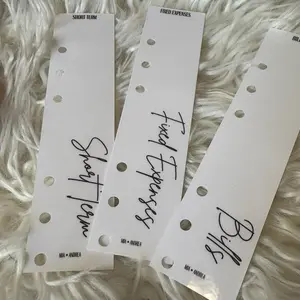 SHORT TERM
Short Term
FIXED EXPENSES
Fixed Expenses
Bills